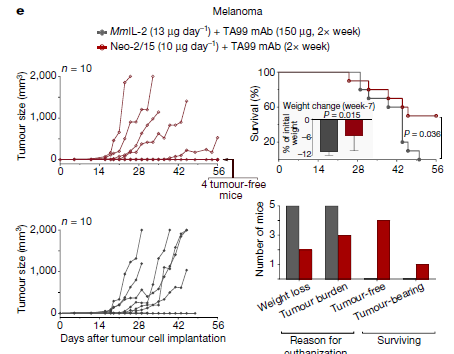 e
Melanoma
MmIL-2 (13 μg day⁻¹) + TA99 mAb (150 μg, 2× week)
Neo-2/15 (10 μg day⁻¹) + TA99 mAb (2× week)
Tumour size (mm³)
n = 10
2,000
1,000
0
0 14 28 42 56
4 tumour-free
mice
Survival (%)
100
60
20
0 14 28 42 56
Weight change (week-7)
P = 0.015
% of initial
weight
0
−6
−12
P = 0.036
Tumour size (mm³)
n = 10
2,000
1,000
0
0 14 28 42 56
Days after tumour cell implantation
Number of mice
5
3
1
Weight loss
Tumour burden
Tumour-free
Tumour-bearing
Reason for
euthanization
Surviving